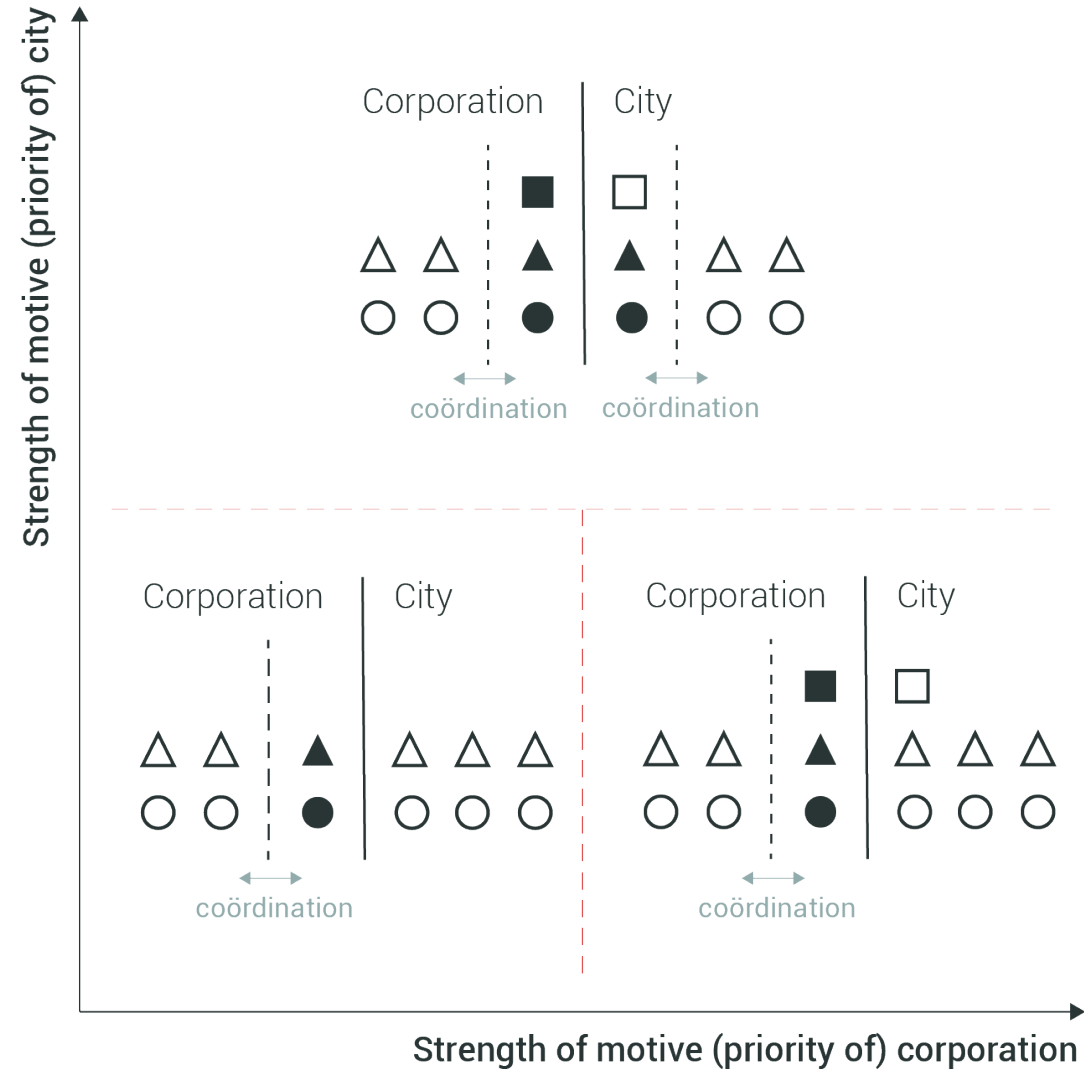 Strength of motive (priority of) city
Corporation
City
coördination
coördination
Corporation
City
coördination
Corporation
City
coördination
Strength of motive (priority of) corporation